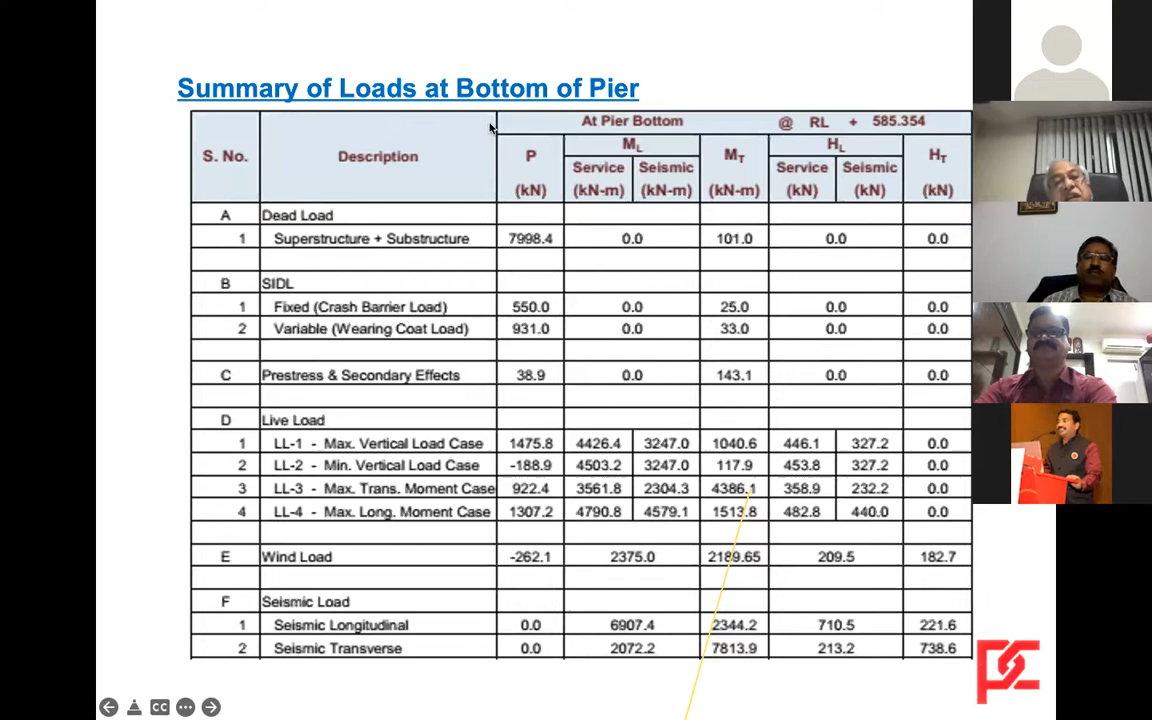 Summary of Loads at Bottom of Pier
S. No. Description At Pier Bottom @ RL + 585.354
P (kN) ML Service (kN-m) Seismic (kN-m) MT (kN-m) HL Service (kN) Seismic (kN) HT (kN)
A Dead Load
1 Superstructure + Substructure 7998.4 0.0 101.0 0.0 0.0
B SIDL
1 Fixed (Crash Barrier Load) 550.0 0.0 25.0 0.0 0.0
2 Variable (Wearing Coat Load) 931.0 0.0 33.0 0.0 0.0
C Prestress & Secondary Effects 38.9 0.0 143.1 0.0 0.0
D Live Load
1 LL-1 - Max. Vertical Load Case 1475.8 4426.4 3247.0 1040.6 446.1 327.2 0.0
2 LL-2 - Min. Vertical Load Case -188.9 4503.2 3247.0 117.9 453.8 327.2 0.0
3 LL-3 - Max. Trans. Moment Case 922.4 3561.8 2304.3 4386.1 358.9 232.2 0.0
4 LL-4 - Max. Long. Moment Case 1307.2 4790.8 4579.1 1513.8 482.8 440.0 0.0
E Wind Load -262.1 2375.0 2189.65 209.5 182.7
F Seismic Load
1 Seismic Longitudinal 0.0 6907.4 2344.2 710.5 221.6
2 Seismic Transverse 0.0 2072.2 7813.9 213.2 738.6
CC